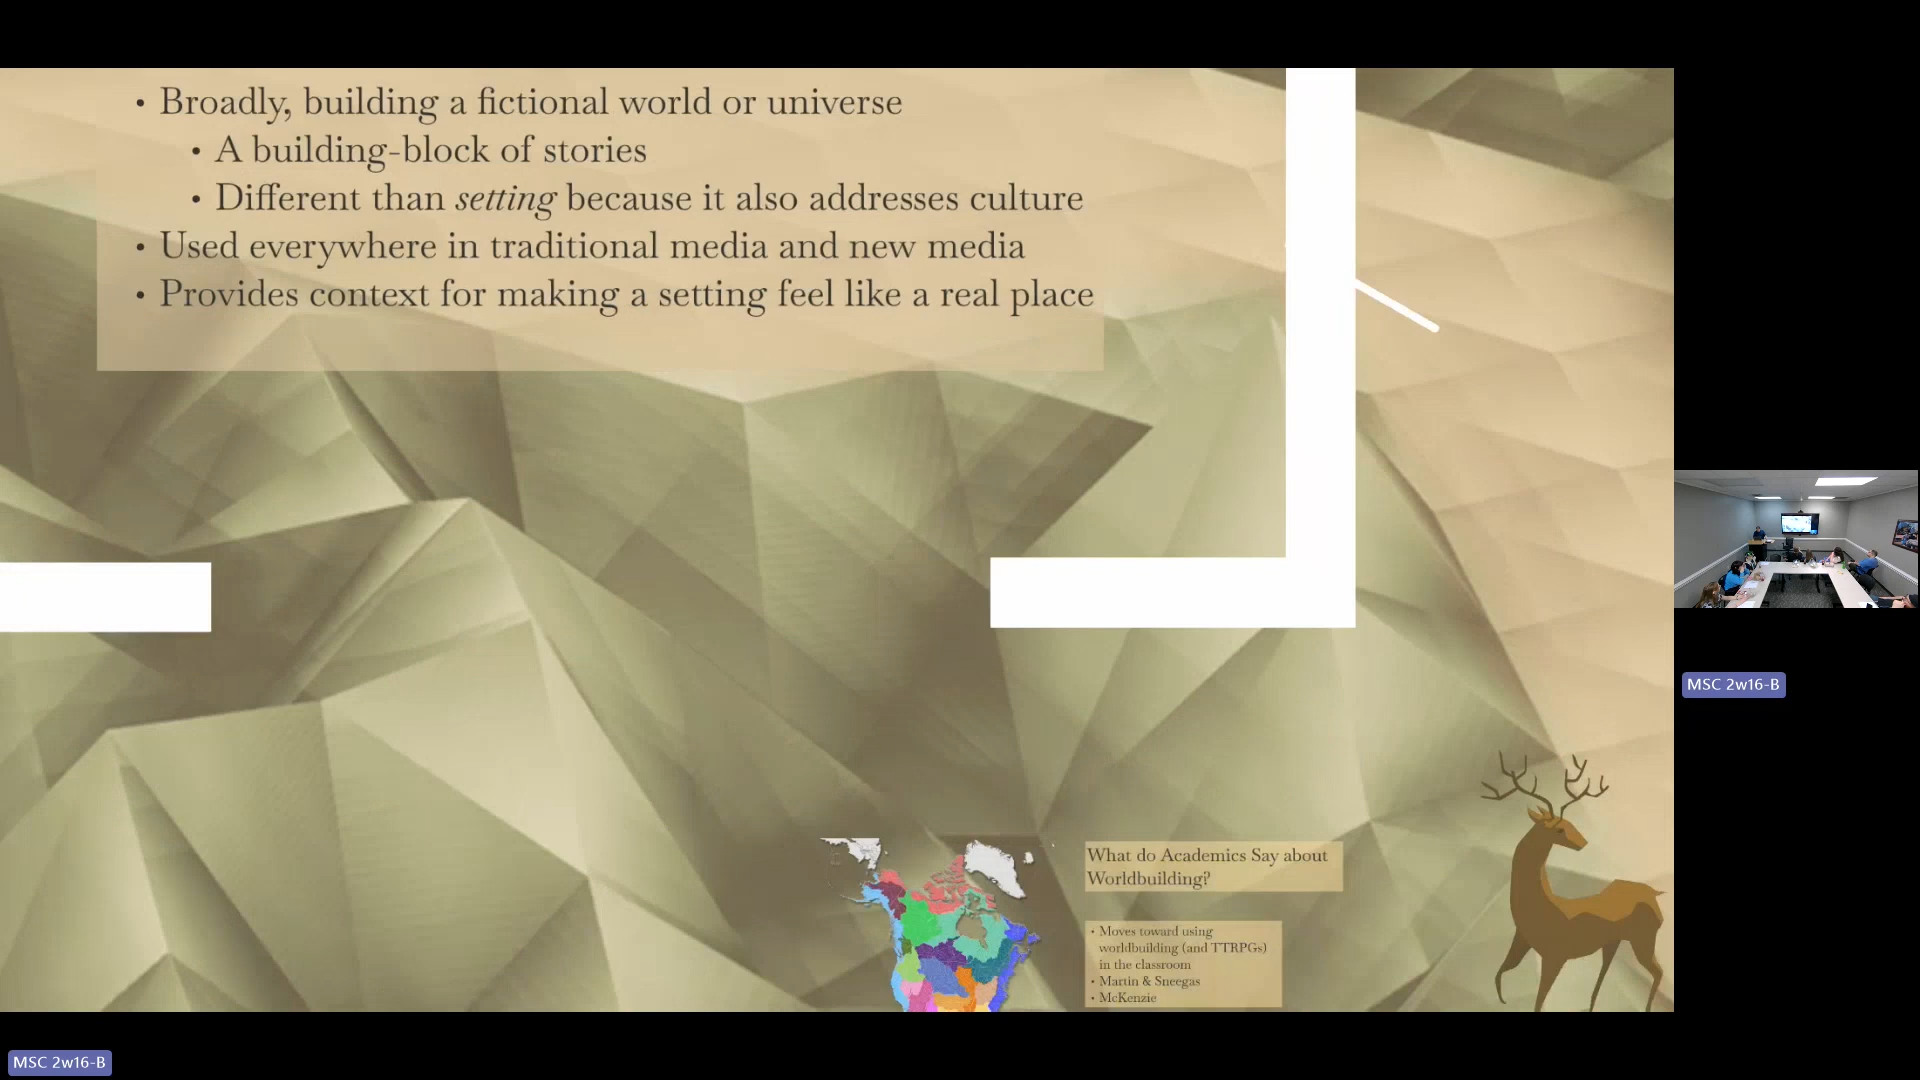 • Broadly, building a fictional world or universe
• A building-block of stories
• Different than setting because it also addresses culture
• Used everywhere in traditional media and new media
• Provides context for making a setting feel like a real place
MSC 2w16-B
What do Academics Say about
Worldbuilding?
• Moves toward using
worldbuilding (and TTRPGs)
in the classroom
• Martin & Sneegas
• McKenzie
MSC 2w16-B